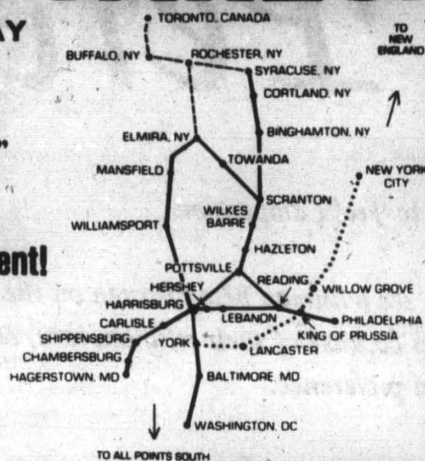 AY
TORONTO, CANADA
TO
NEW
ENGLAND
BUFFALO, NY
ROCHESTER, NY
SYRACUSE, NY
CORTLAND, NY
ELMIRA, NY
BINGHAMTON, NY
TOWANDA
MANSFIELD
NEW YORK
CITY
SCRANTON
WILKES
BARRE
WILLIAMSPORT
HAZLETON
ent!
POTTSVILLE
READING
HERSHEY
WILLOW GROVE
HARRISBURG
LEBANON
PHILADELPHIA
CARLISLE
KING OF PRUSSIA
SHIPPENSBURG
YORK
LANCASTER
CHAMBERSBURG
HAGERSTOWN, MD
BALTIMORE, MD
WASHINGTON, DC
TO ALL POINTS SOUTH